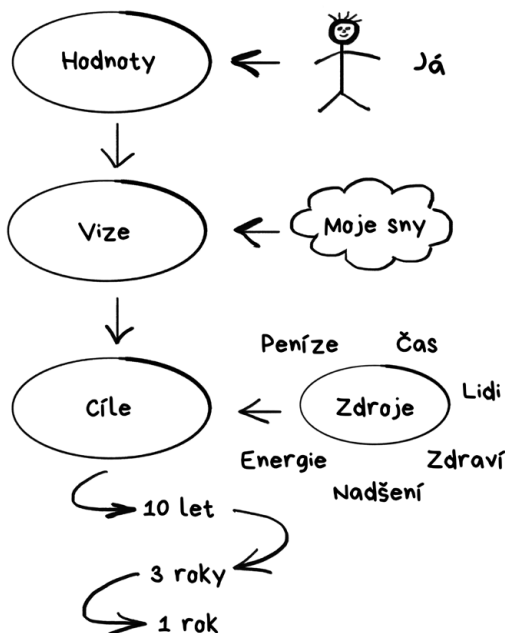 Hodnoty
Já
Vize
Moje sny
Peníze
Čas
Cíle
Zdroje
Lidi
Energie
Zdraví
Nadšení
10 let
3 roky
1 rok